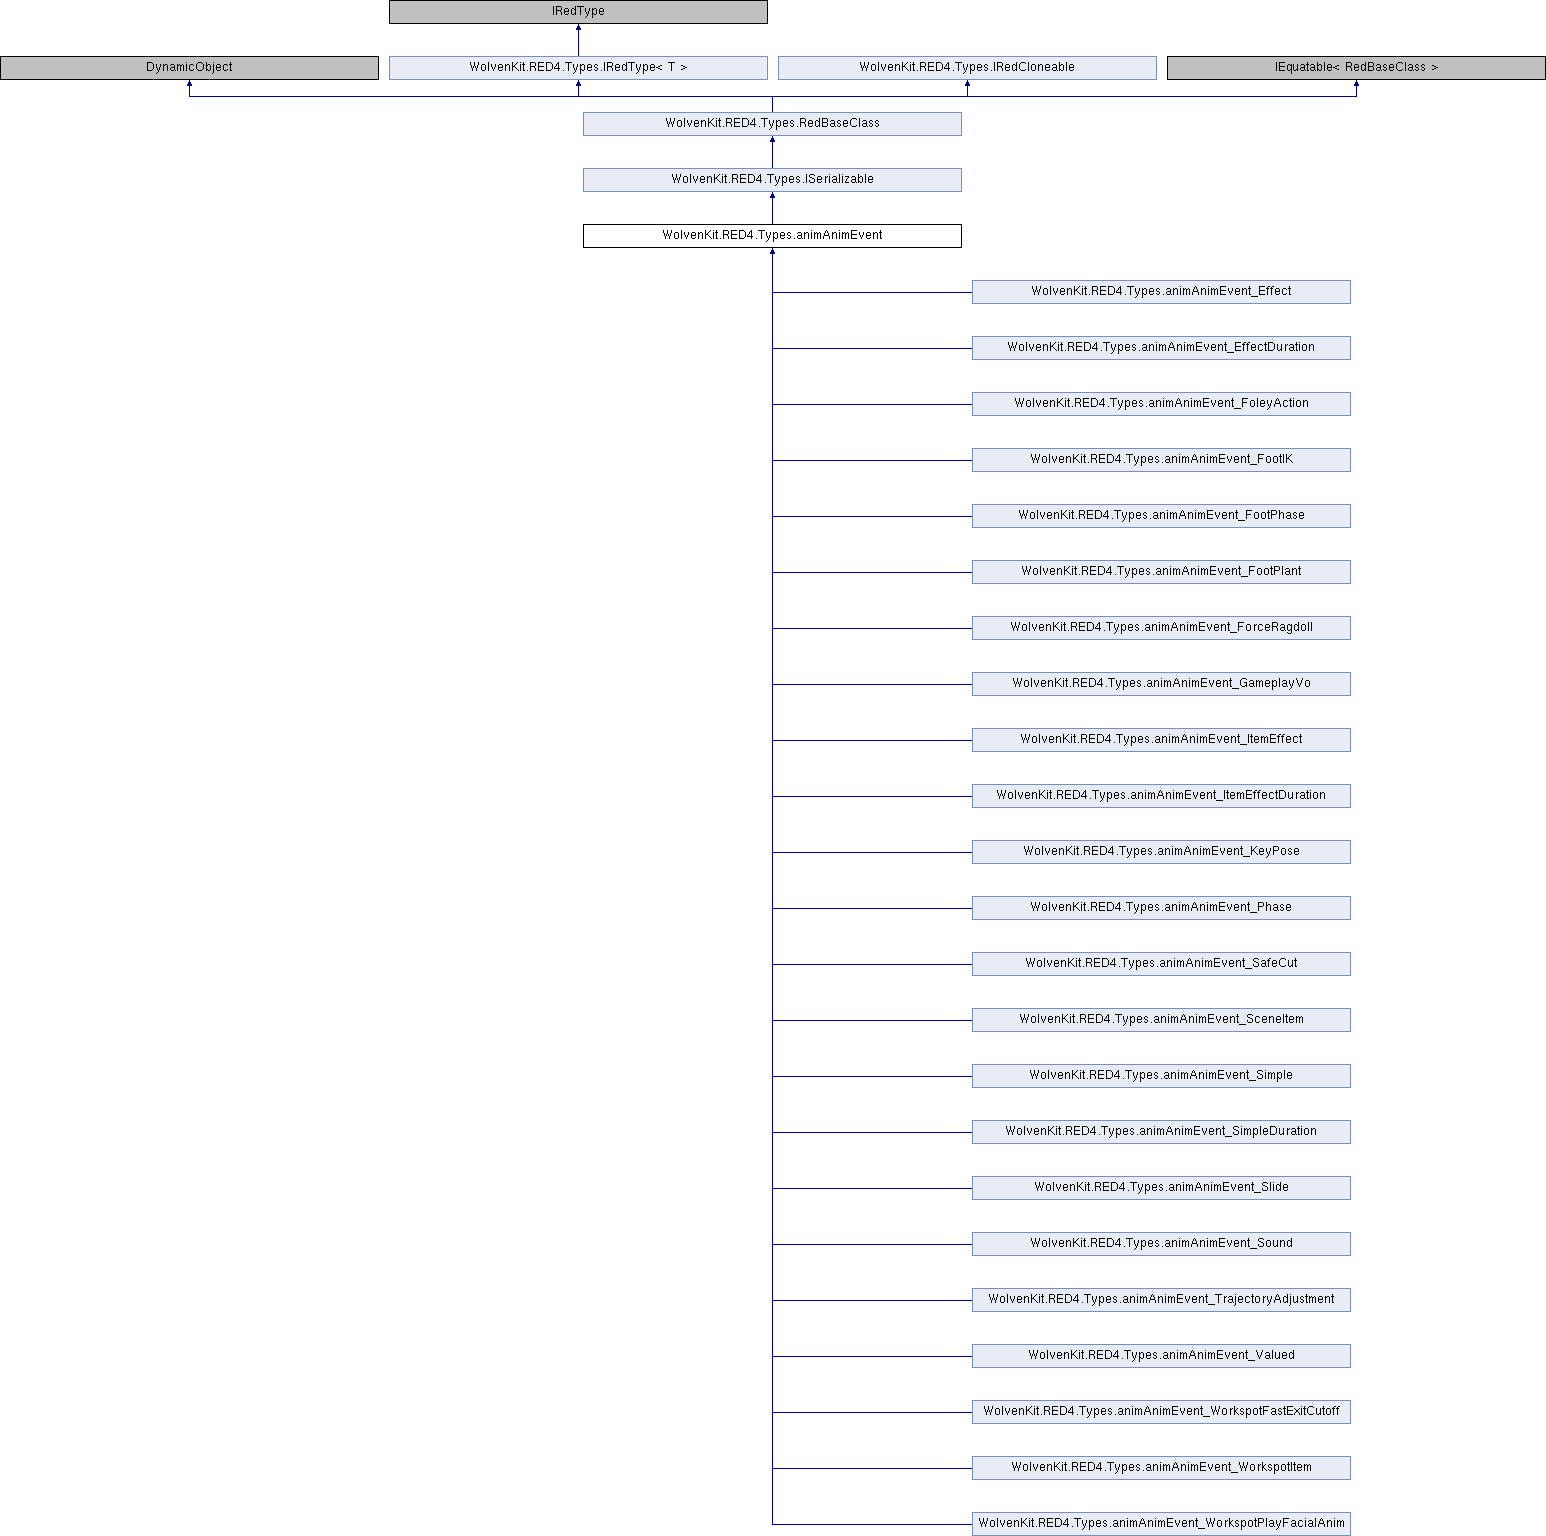 IRedType
DynamicObject
WolvenKit.RED4.Types.IRedType< T >
WolvenKit.RED4.Types.IRedCloneable
IEquatable< RedBaseClass >
WolvenKit.RED4.Types.RedBaseClass
WolvenKit.RED4.Types.ISerializable
WolvenKit.RED4.Types.animAnimEvent
WolvenKit.RED4.Types.animAnimEvent_Effect
WolvenKit.RED4.Types.animAnimEvent_EffectDuration
WolvenKit.RED4.Types.animAnimEvent_FoleyAction
WolvenKit.RED4.Types.animAnimEvent_FootIK
WolvenKit.RED4.Types.animAnimEvent_FootPhase
WolvenKit.RED4.Types.animAnimEvent_FootPlant
WolvenKit.RED4.Types.animAnimEvent_ForceRagdoll
WolvenKit.RED4.Types.animAnimEvent_GameplayVo
WolvenKit.RED4.Types.animAnimEvent_ItemEffect
WolvenKit.RED4.Types.animAnimEvent_ItemEffectDuration
WolvenKit.RED4.Types.animAnimEvent_KeyPose
WolvenKit.RED4.Types.animAnimEvent_Phase
WolvenKit.RED4.Types.animAnimEvent_SafeCut
WolvenKit.RED4.Types.animAnimEvent_SceneItem
WolvenKit.RED4.Types.animAnimEvent_Simple
WolvenKit.RED4.Types.animAnimEvent_SimpleDuration
WolvenKit.RED4.Types.animAnimEvent_Slide
WolvenKit.RED4.Types.animAnimEvent_Sound
WolvenKit.RED4.Types.animAnimEvent_TrajectoryAdjustment
WolvenKit.RED4.Types.animAnimEvent_Valued
WolvenKit.RED4.Types.animAnimEvent_WorkspotFastExitCutoff
WolvenKit.RED4.Types.animAnimEvent_WorkspotItem
WolvenKit.RED4.Types.animAnimEvent_WorkspotPlayFacialAnim